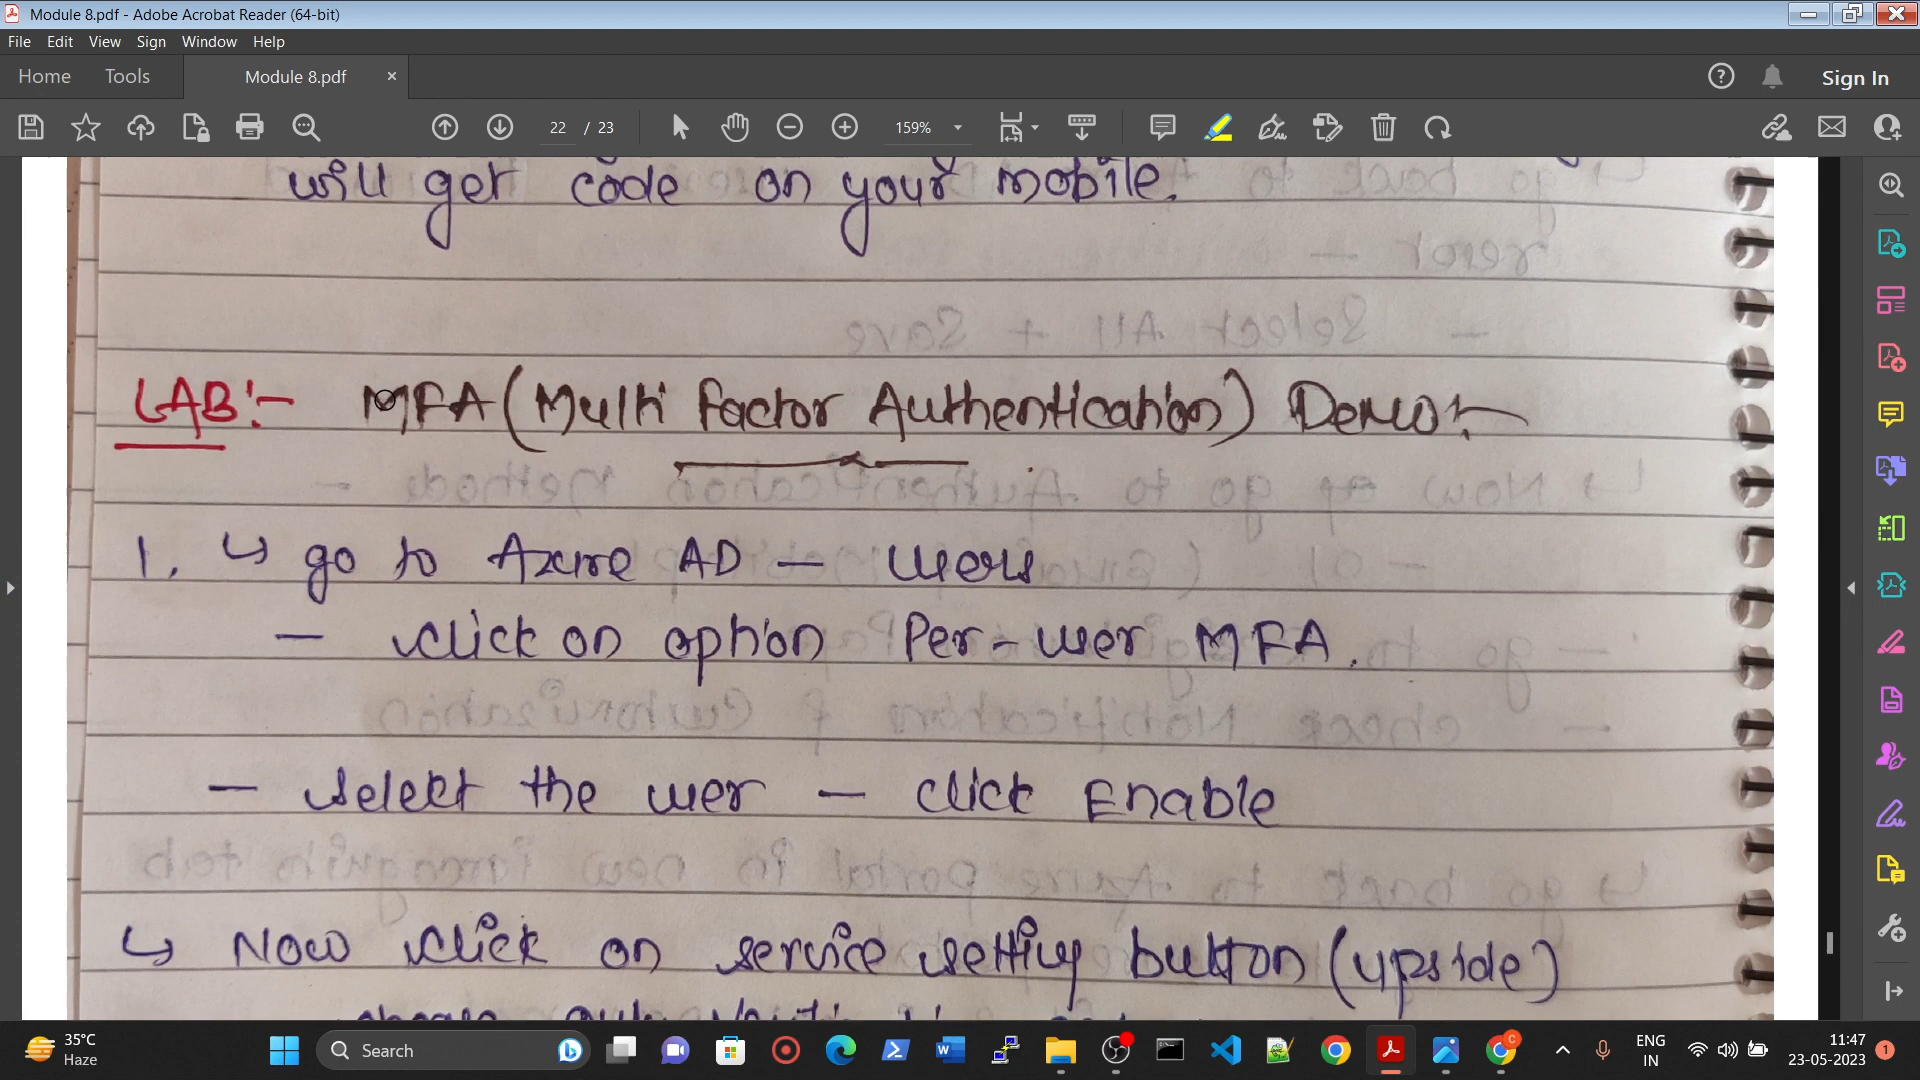 Module 8.pdf - Adobe Acrobat Reader (64-bit)
File Edit View Sign Window Help
Home Tools Module 8.pdf × Sign In
22 / 23 159%
will get code on your mobile.
LAB:- MFA (Multi Factor Authentication) Demo:-
1. ↳ go to Azure AD - Users
- click on option Per-user MFA.
- select the user - click Enable
↳ Now click on service setting button (upside)
35°C
Haze
Search
ENG
IN
11:47
23-05-2023
1